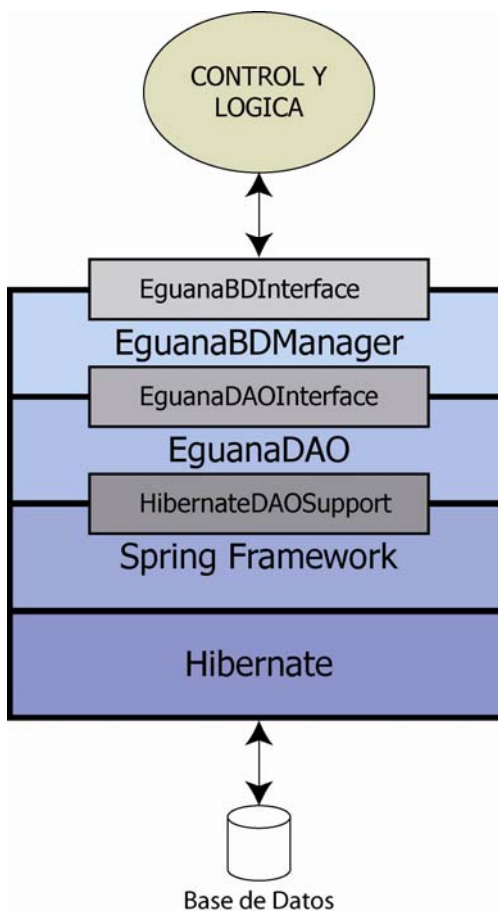 CONTROL Y
LOGICA
EguanaBDInterface
EguanaBDManager
EguanaDAOInterface
EguanaDAO
HibernateDAOSupport
Spring Framework
Hibernate
Base de Datos